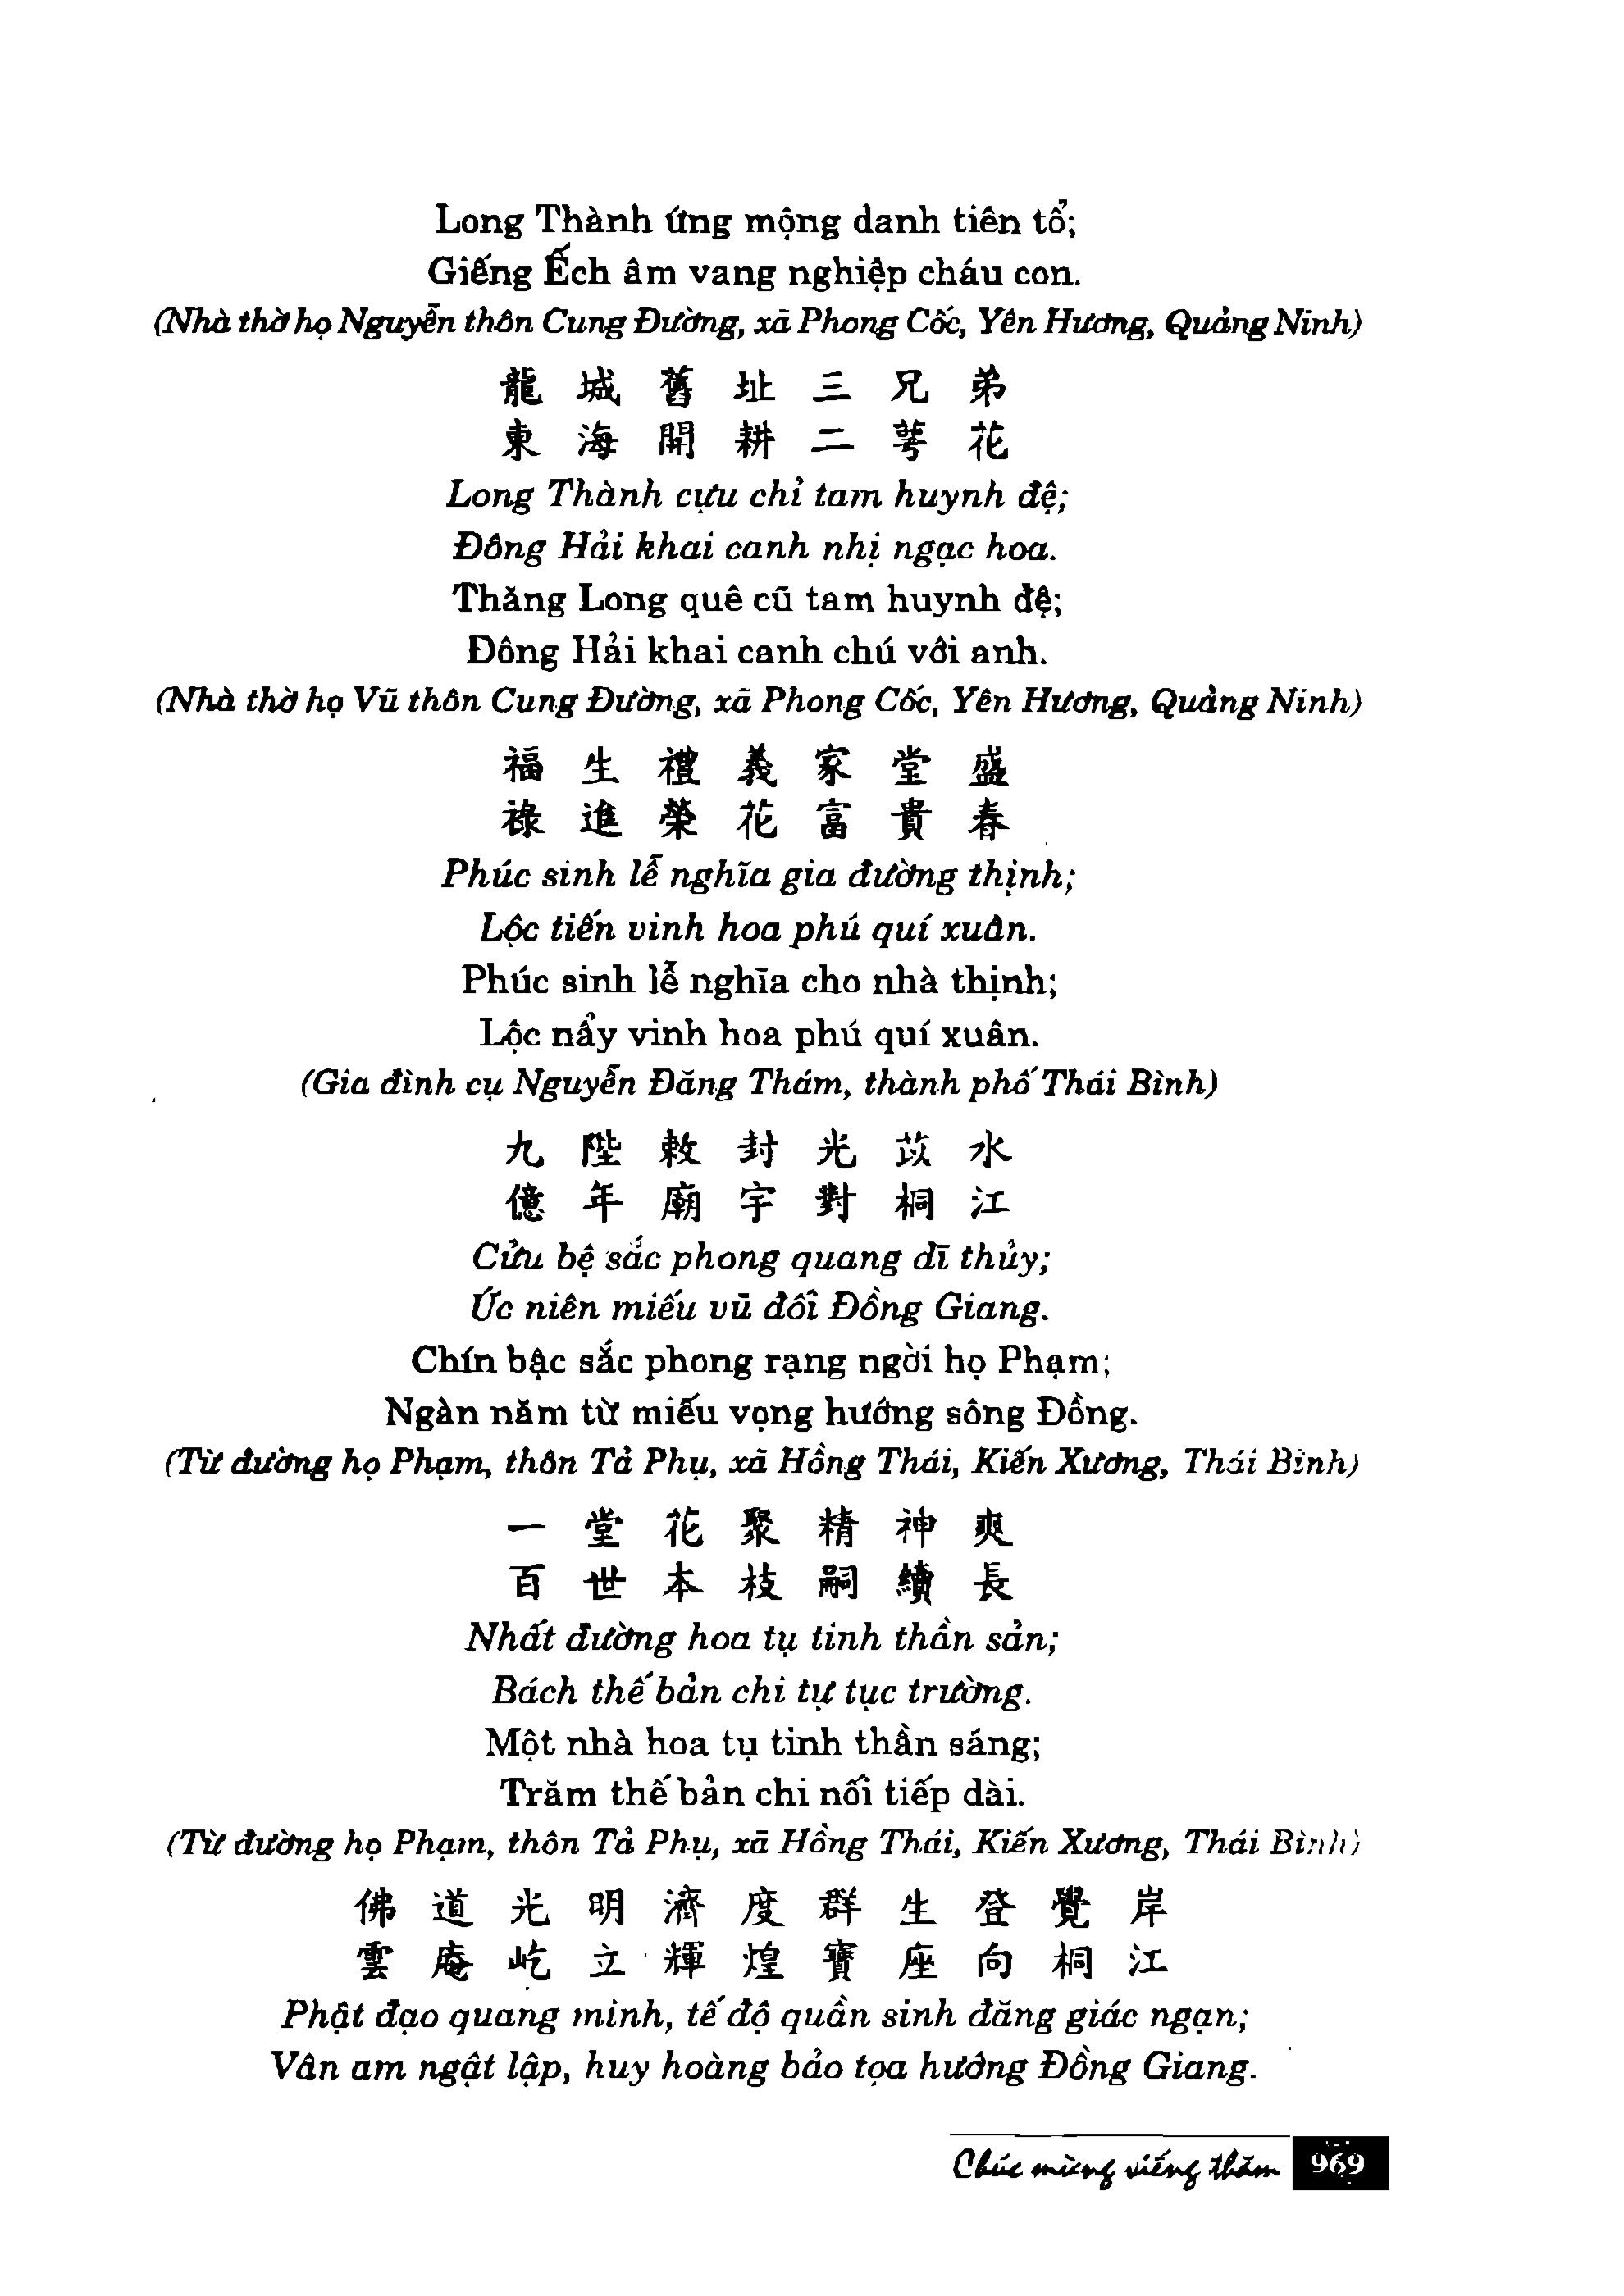 Long Thành ứng mộng danh tiên tổ;
Giếng Ếch âm vang nghiệp cháu con.
(Nhà thờ họ Nguyễn thôn Cung Đường, xã Phong Cốc, Yên Hương, Quảng Ninh)
龍 城 舊 址 三 兄 弟
東 海 開 耕 二 萼 花
Long Thành cựu chỉ tam huynh đệ;
Đông Hải khai canh nhị ngạc hoa.
Thăng Long quê cũ tam huynh đệ;
Đông Hải khai canh chú với anh.
(Nhà thờ họ Vũ thôn Cung Đường, xã Phong Cốc, Yên Hương, Quảng Ninh)
福 生 禮 義 家 堂 盛
祿 進 榮 花 富 貴 春
Phúc sinh lễ nghĩa gia đường thịnh;
Lộc tiến vinh hoa phú quí xuân.
Phúc sinh lễ nghĩa cho nhà thịnh;
Lộc nẩy vinh hoa phú quí xuân.
(Gia đình cụ Nguyễn Đăng Thám, thành phố Thái Bình)
九 陛 敕 封 光 苡 水
億 年 廟 宇 對 桐 江
Cửu bệ sắc phong quang dĩ thủy;
Ức niên miếu vũ đối Đồng Giang.
Chín bậc sắc phong rạng ngời họ Phạm;
Ngàn năm từ miếu vọng hướng sông Đồng.
(Từ đường họ Phạm, thôn Tả Phụ, xã Hồng Thái, Kiến Xương, Thái Bình)
一 堂 花 聚 精 神 爽
百 世 本 枝 嗣 續 長
Nhất đường hoa tụ tinh thần sản;
Bách thế bản chi tự tục trường.
Một nhà hoa tụ tinh thần sáng;
Trăm thế bản chi nối tiếp dài.
(Từ đường họ Phạm, thôn Tả Phụ, xã Hồng Thái, Kiến Xương, Thái Bình)
佛 道 光 明 濟 度 群 生 登 覺 岸
雲 庵 屹 立 輝 煌 寶 座 向 桐 江
Phật đạo quang minh, tế độ quần sinh đăng giác ngạn;
Vân am ngật lập, huy hoàng bảo tọa hướng Đồng Giang.
Chúc mừng viếng thăm 969